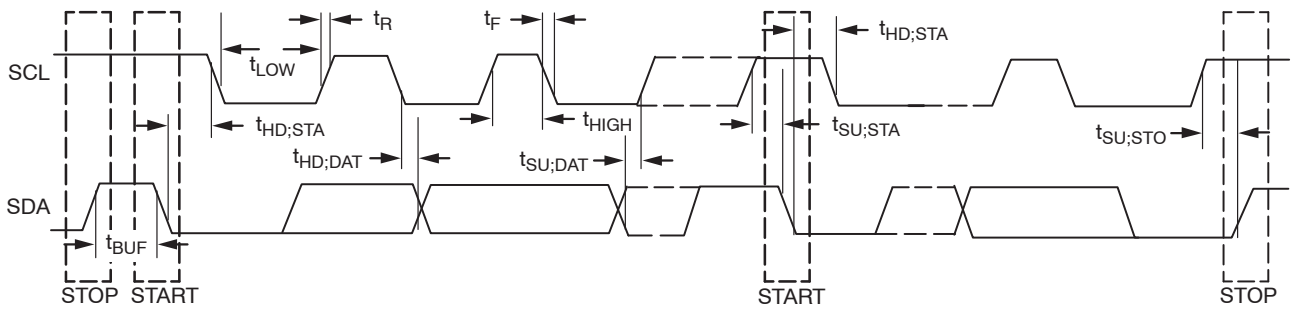 tR
tF
tHD;STA
SCL
tLOW
tHD;STA
tHIGH
tSU;STA
tSU;STO
tHD;DAT
tSU;DAT
SDA
tBUF
STOP
START
START
STOP